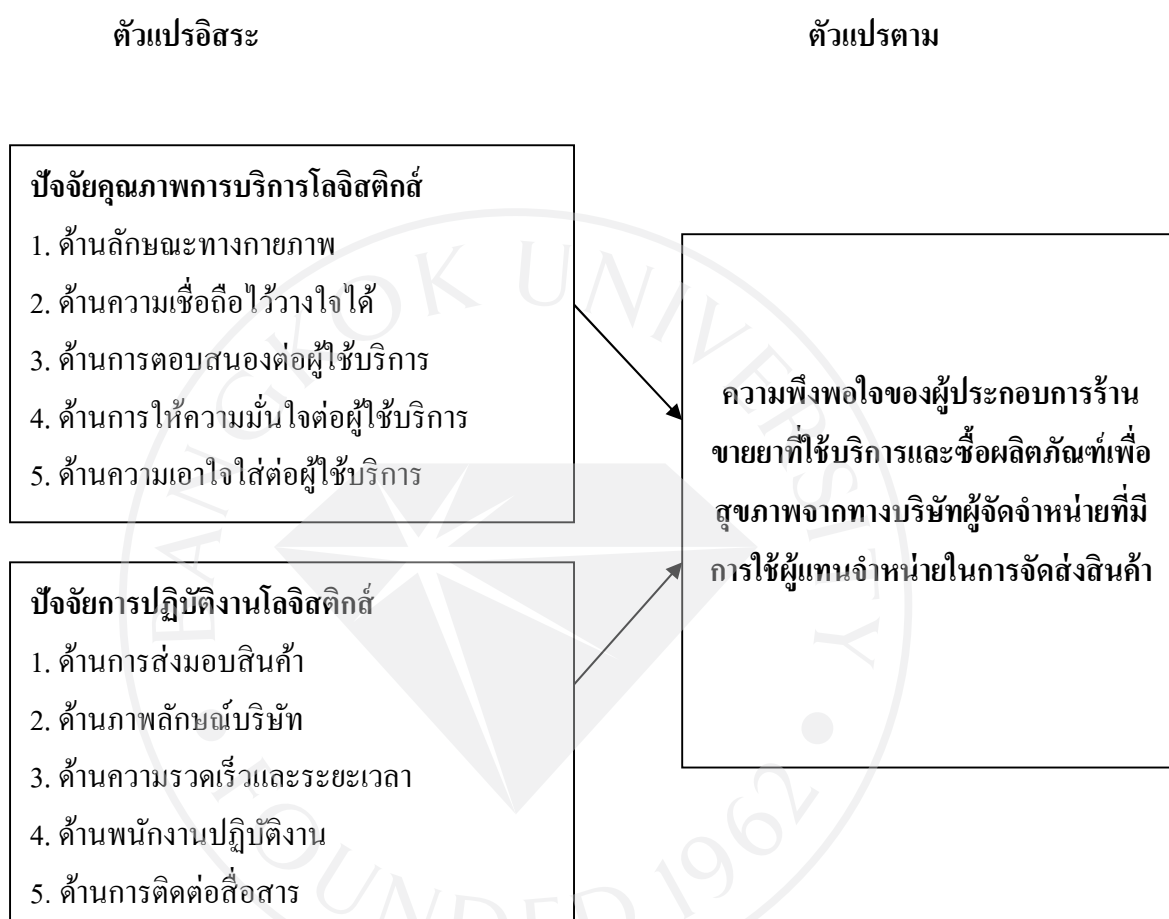 ตัวแปรอิสระ
ตัวแปรตาม
ปัจจัยคุณภาพการบริการโลจิสติกส์
1. ด้านลักษณะทางกายภาพ
2. ด้านความเชื่อถือไว้วางใจได้
3. ด้านการตอบสนองต่อผู้ใช้บริการ
4. ด้านการให้ความมั่นใจต่อผู้ใช้บริการ
5. ด้านความเอาใจใส่ต่อผู้ใช้บริการ
ปัจจัยการปฏิบัติงานโลจิสติกส์
1. ด้านการส่งมอบสินค้า
2. ด้านภาพลักษณ์บริษัท
3. ด้านความรวดเร็วและระยะเวลา
4. ด้านพนักงานปฏิบัติงาน
5. ด้านการติดต่อสื่อสาร
ความพึงพอใจของผู้ประกอบการร้าน
ขายยาที่ใช้บริการและซื้อผลิตภัณฑ์เพื่อ
สุขภาพจากทางบริษัทผู้จัดจำหน่ายที่มี
การใช้ผู้แทนจำหน่ายในการจัดส่งสินค้า
BANGKOK UNIVERSITY
FOUNDED 1962